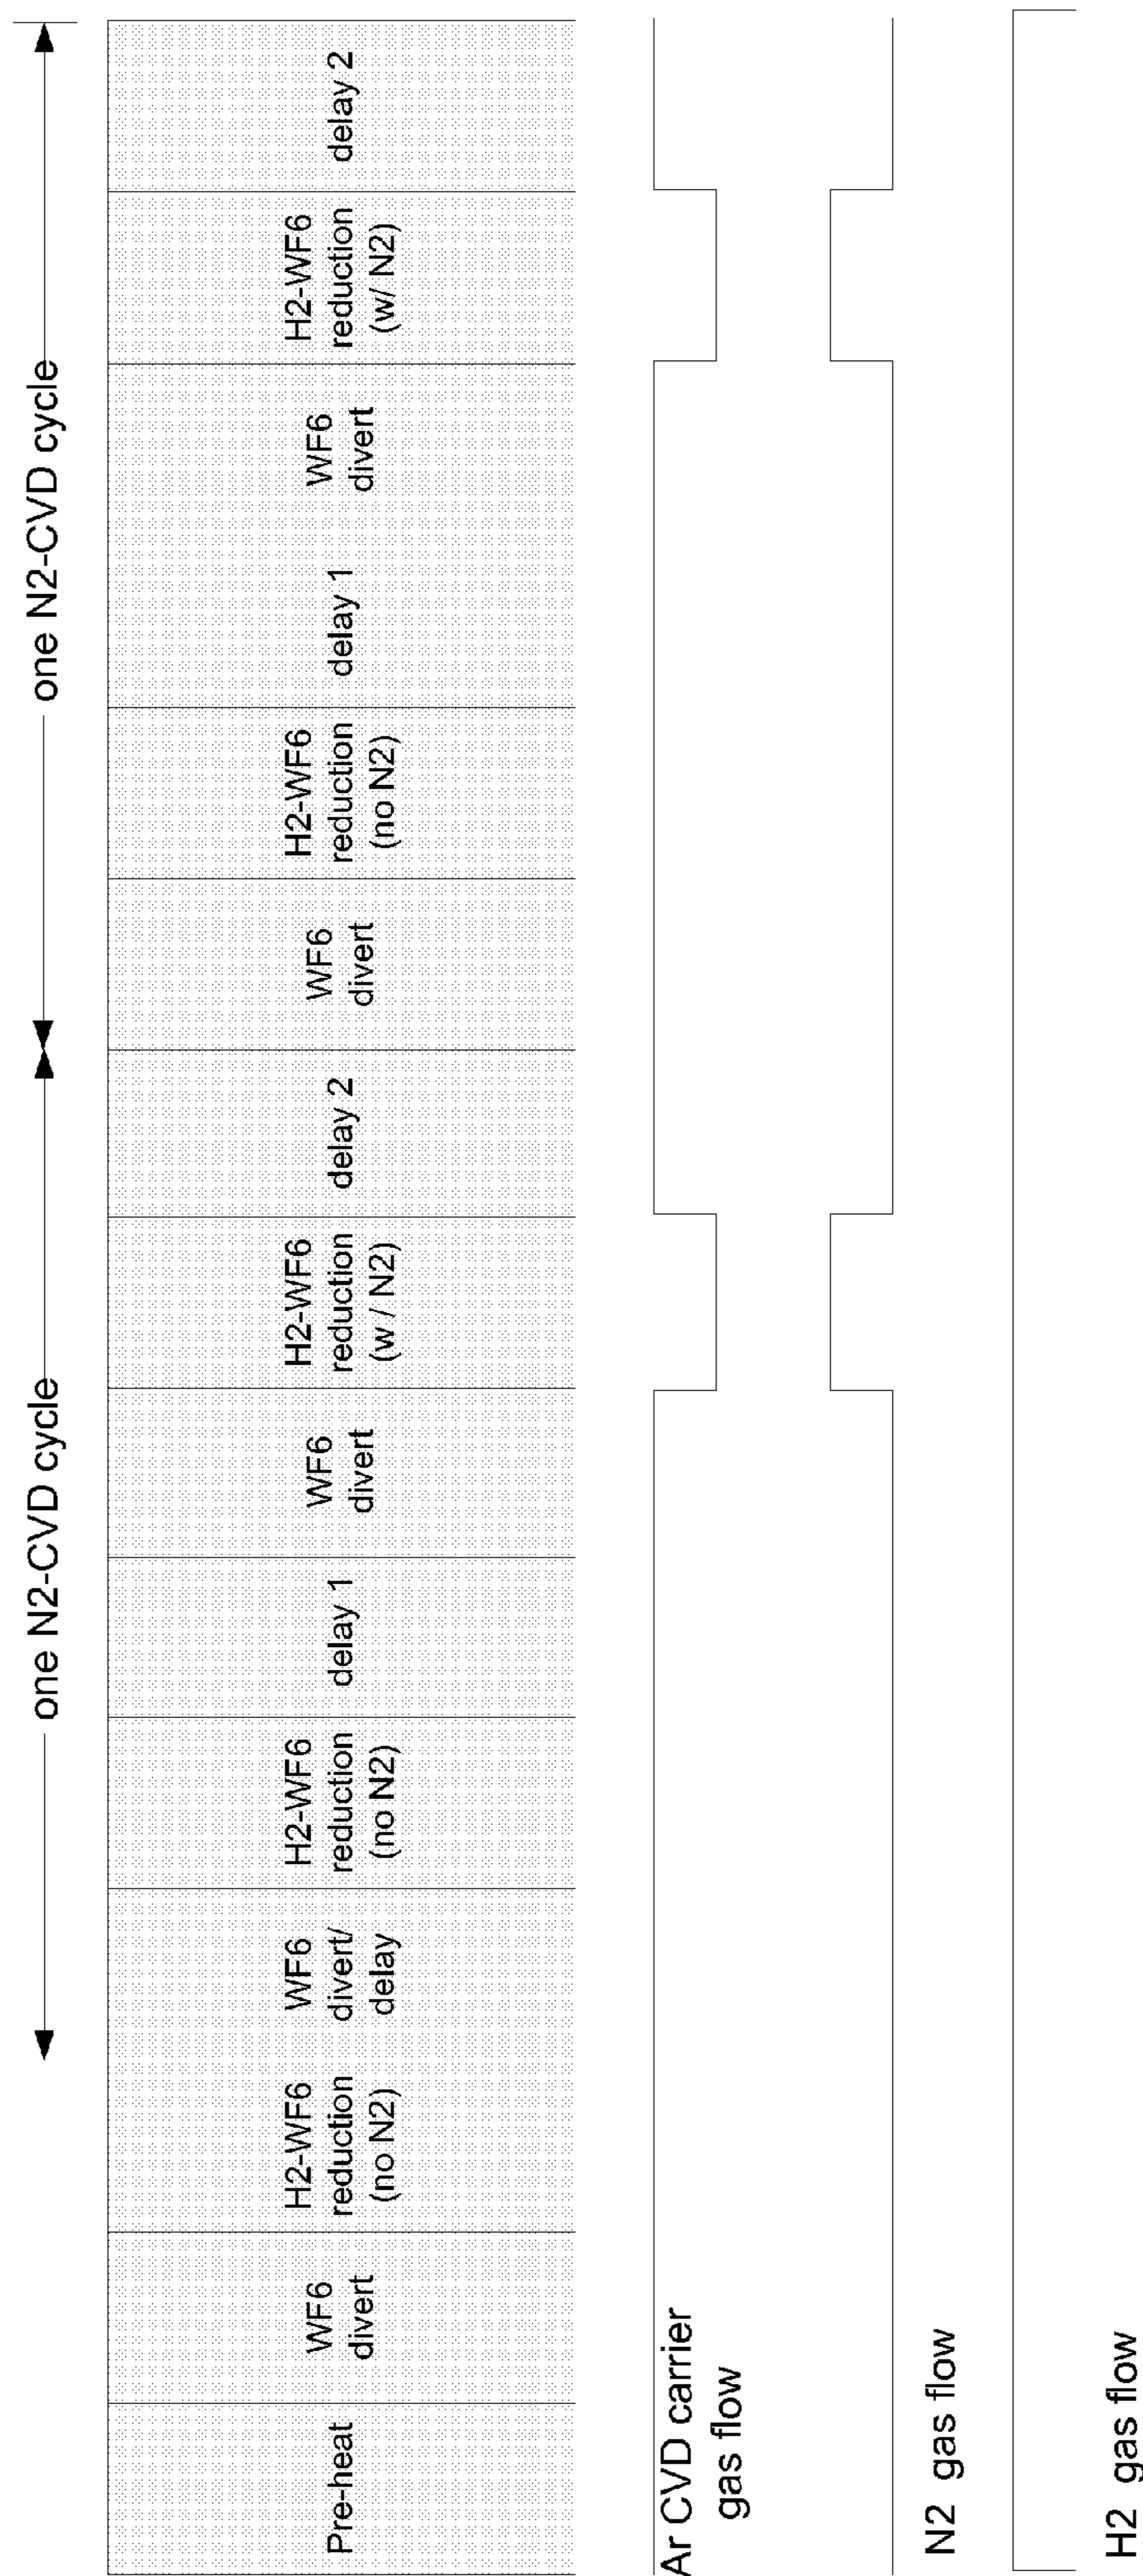 one N2-CVD cycle
one N2-CVD cycle
Pre-heat
WF6
divert
H2-WF6
reduction
(no N2)
WF6
divert/
delay
H2-WF6
reduction
(no N2)
delay 1
WF6
divert
H2-WF6
reduction
(w / N2)
delay 2
WF6
divert
H2-WF6
reduction
(no N2)
delay 1
WF6
divert
H2-WF6
reduction
(w/ N2)
delay 2
Ar CVD carrier
gas flow
N2 gas flow
H2 gas flow